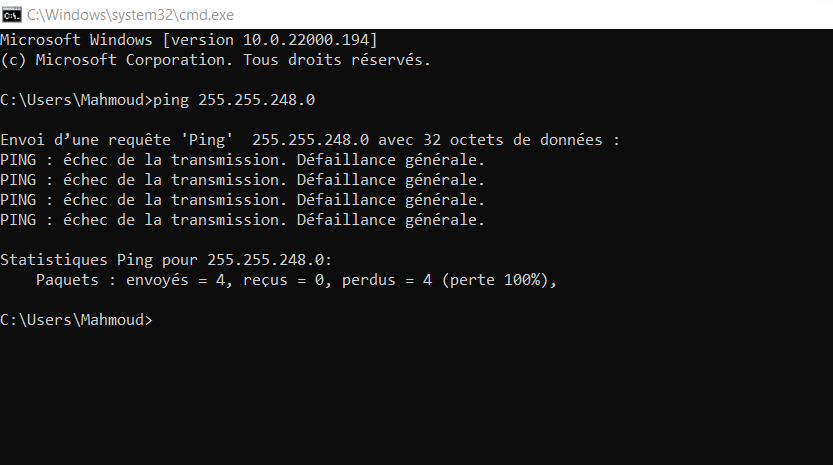 C:\Windows\system32\cmd.exe
Microsoft Windows [version 10.0.22000.194]
(c) Microsoft Corporation. Tous droits réservés.
C:\Users\Mahmoud>ping 255.255.248.0
Envoi d’une requête 'Ping'  255.255.248.0 avec 32 octets de données :
PING : échec de la transmission. Défaillance générale.
PING : échec de la transmission. Défaillance générale.
PING : échec de la transmission. Défaillance générale.
PING : échec de la transmission. Défaillance générale.
Statistiques Ping pour 255.255.248.0:
    Paquets : envoyés = 4, reçus = 0, perdus = 4 (perte 100%),
C:\Users\Mahmoud>